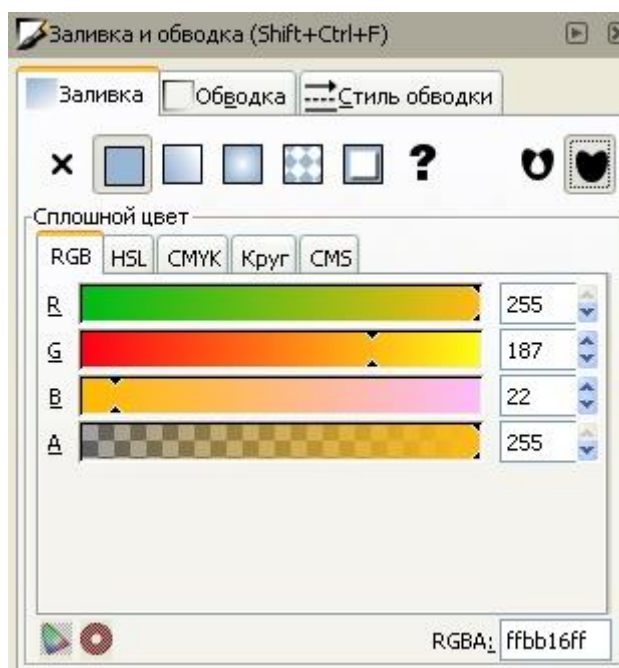 Заливка и обводка (Shift+Ctrl+F)
Заливка Обводка Стиль обводки
?
Сплошной цвет
RGB HSL CMYK Круг CMS
R 255
G 187
B 22
A 255
RGBA: ffbb16ff